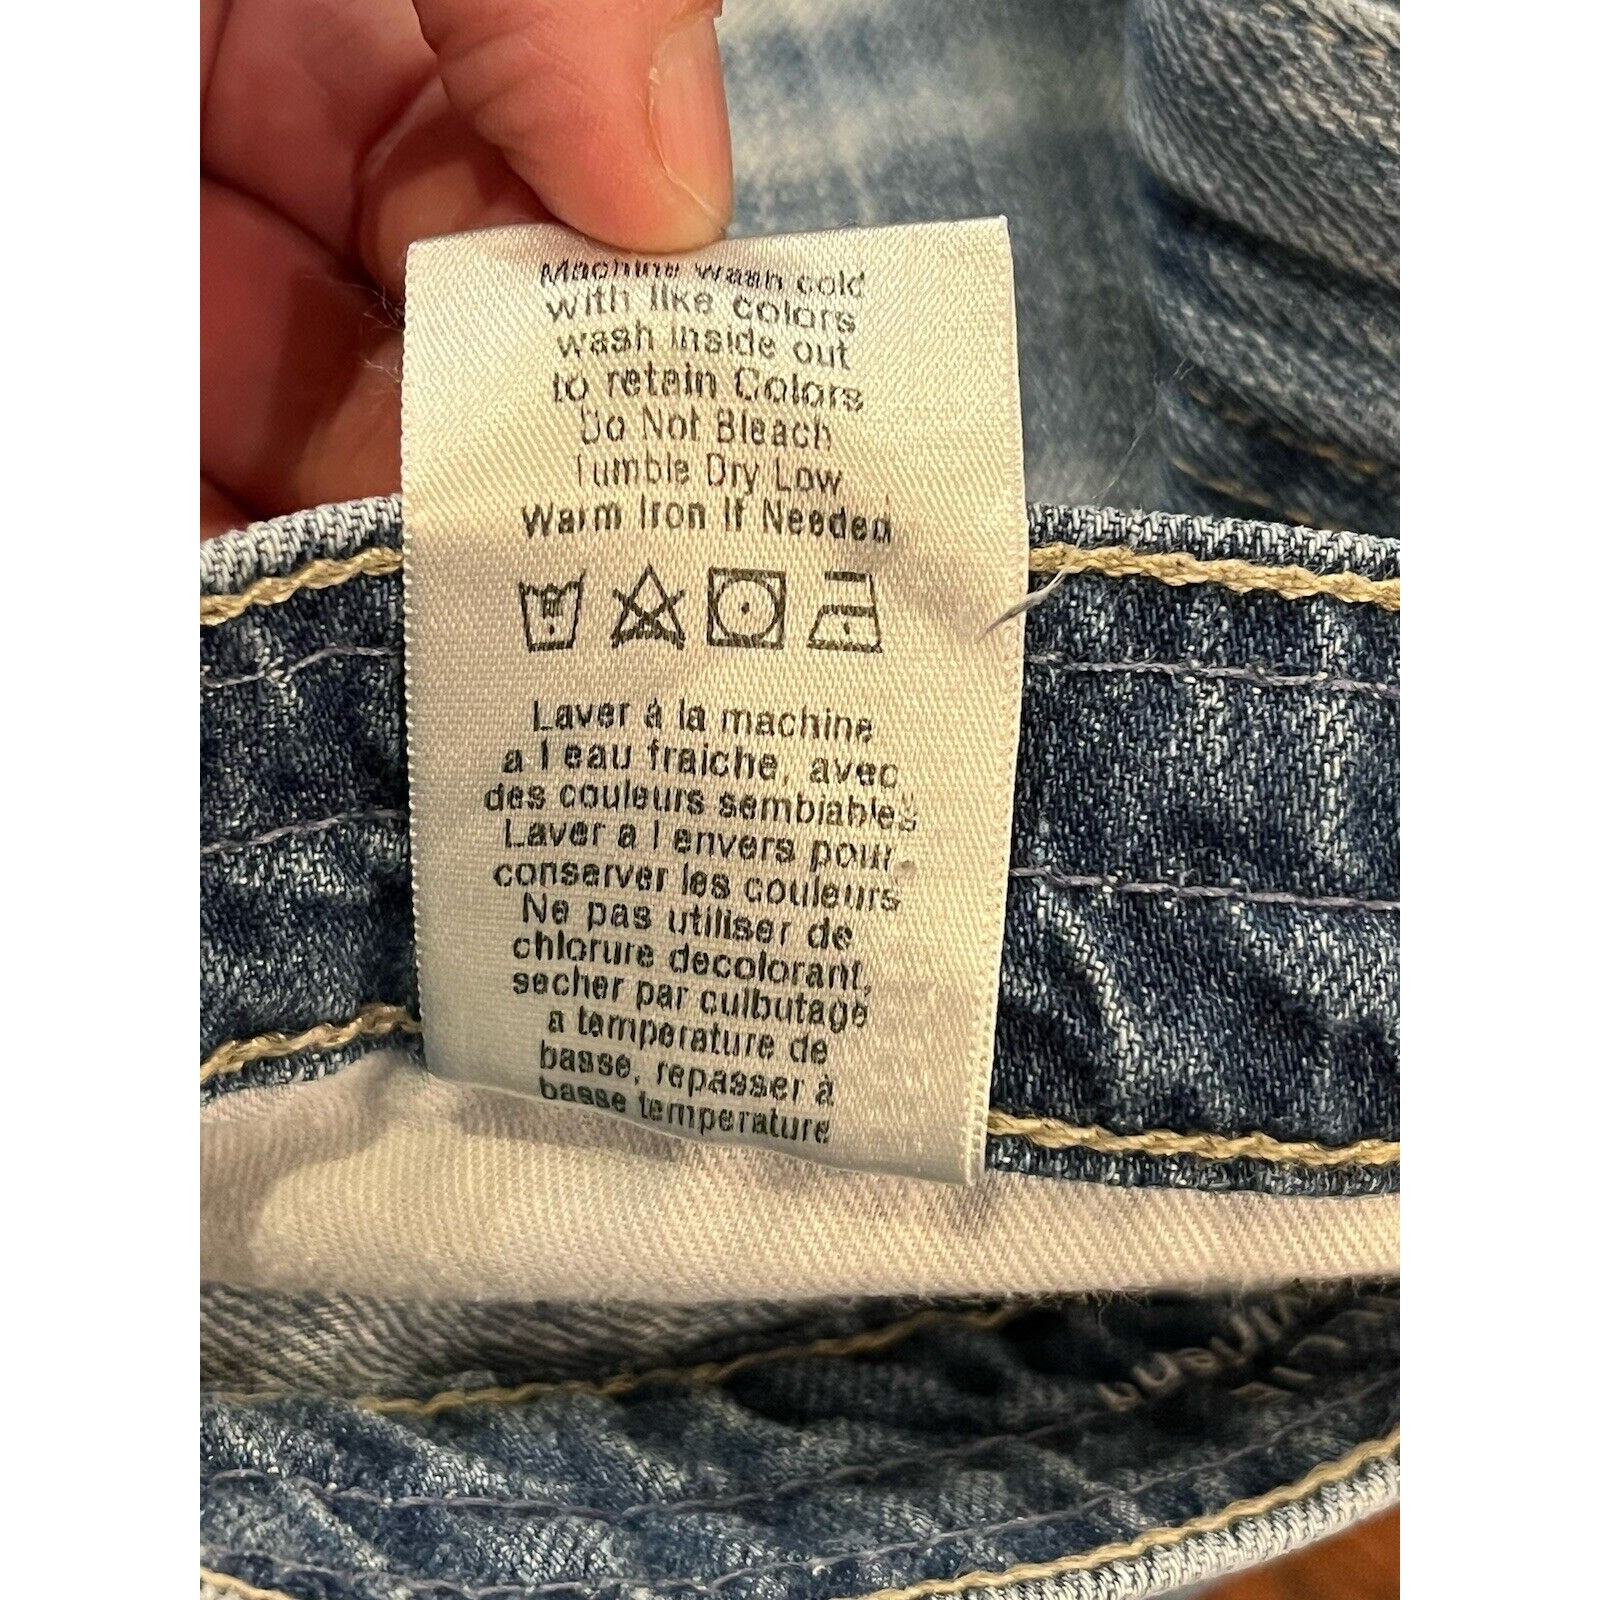 Machine wash cold
with like colors
wash inside out
to retain Colors
Do Not Bleach
Tumble Dry Low
Warm Iron If Needed
Laver à la machine
a l eau fraiche, avec
des couleurs semblables
Laver a l envers pour
conserver les couleurs
Ne pas utiliser de
chlorure decolorant,
secher par culbutage
a temperature de
basse, repasser à
basse temperature